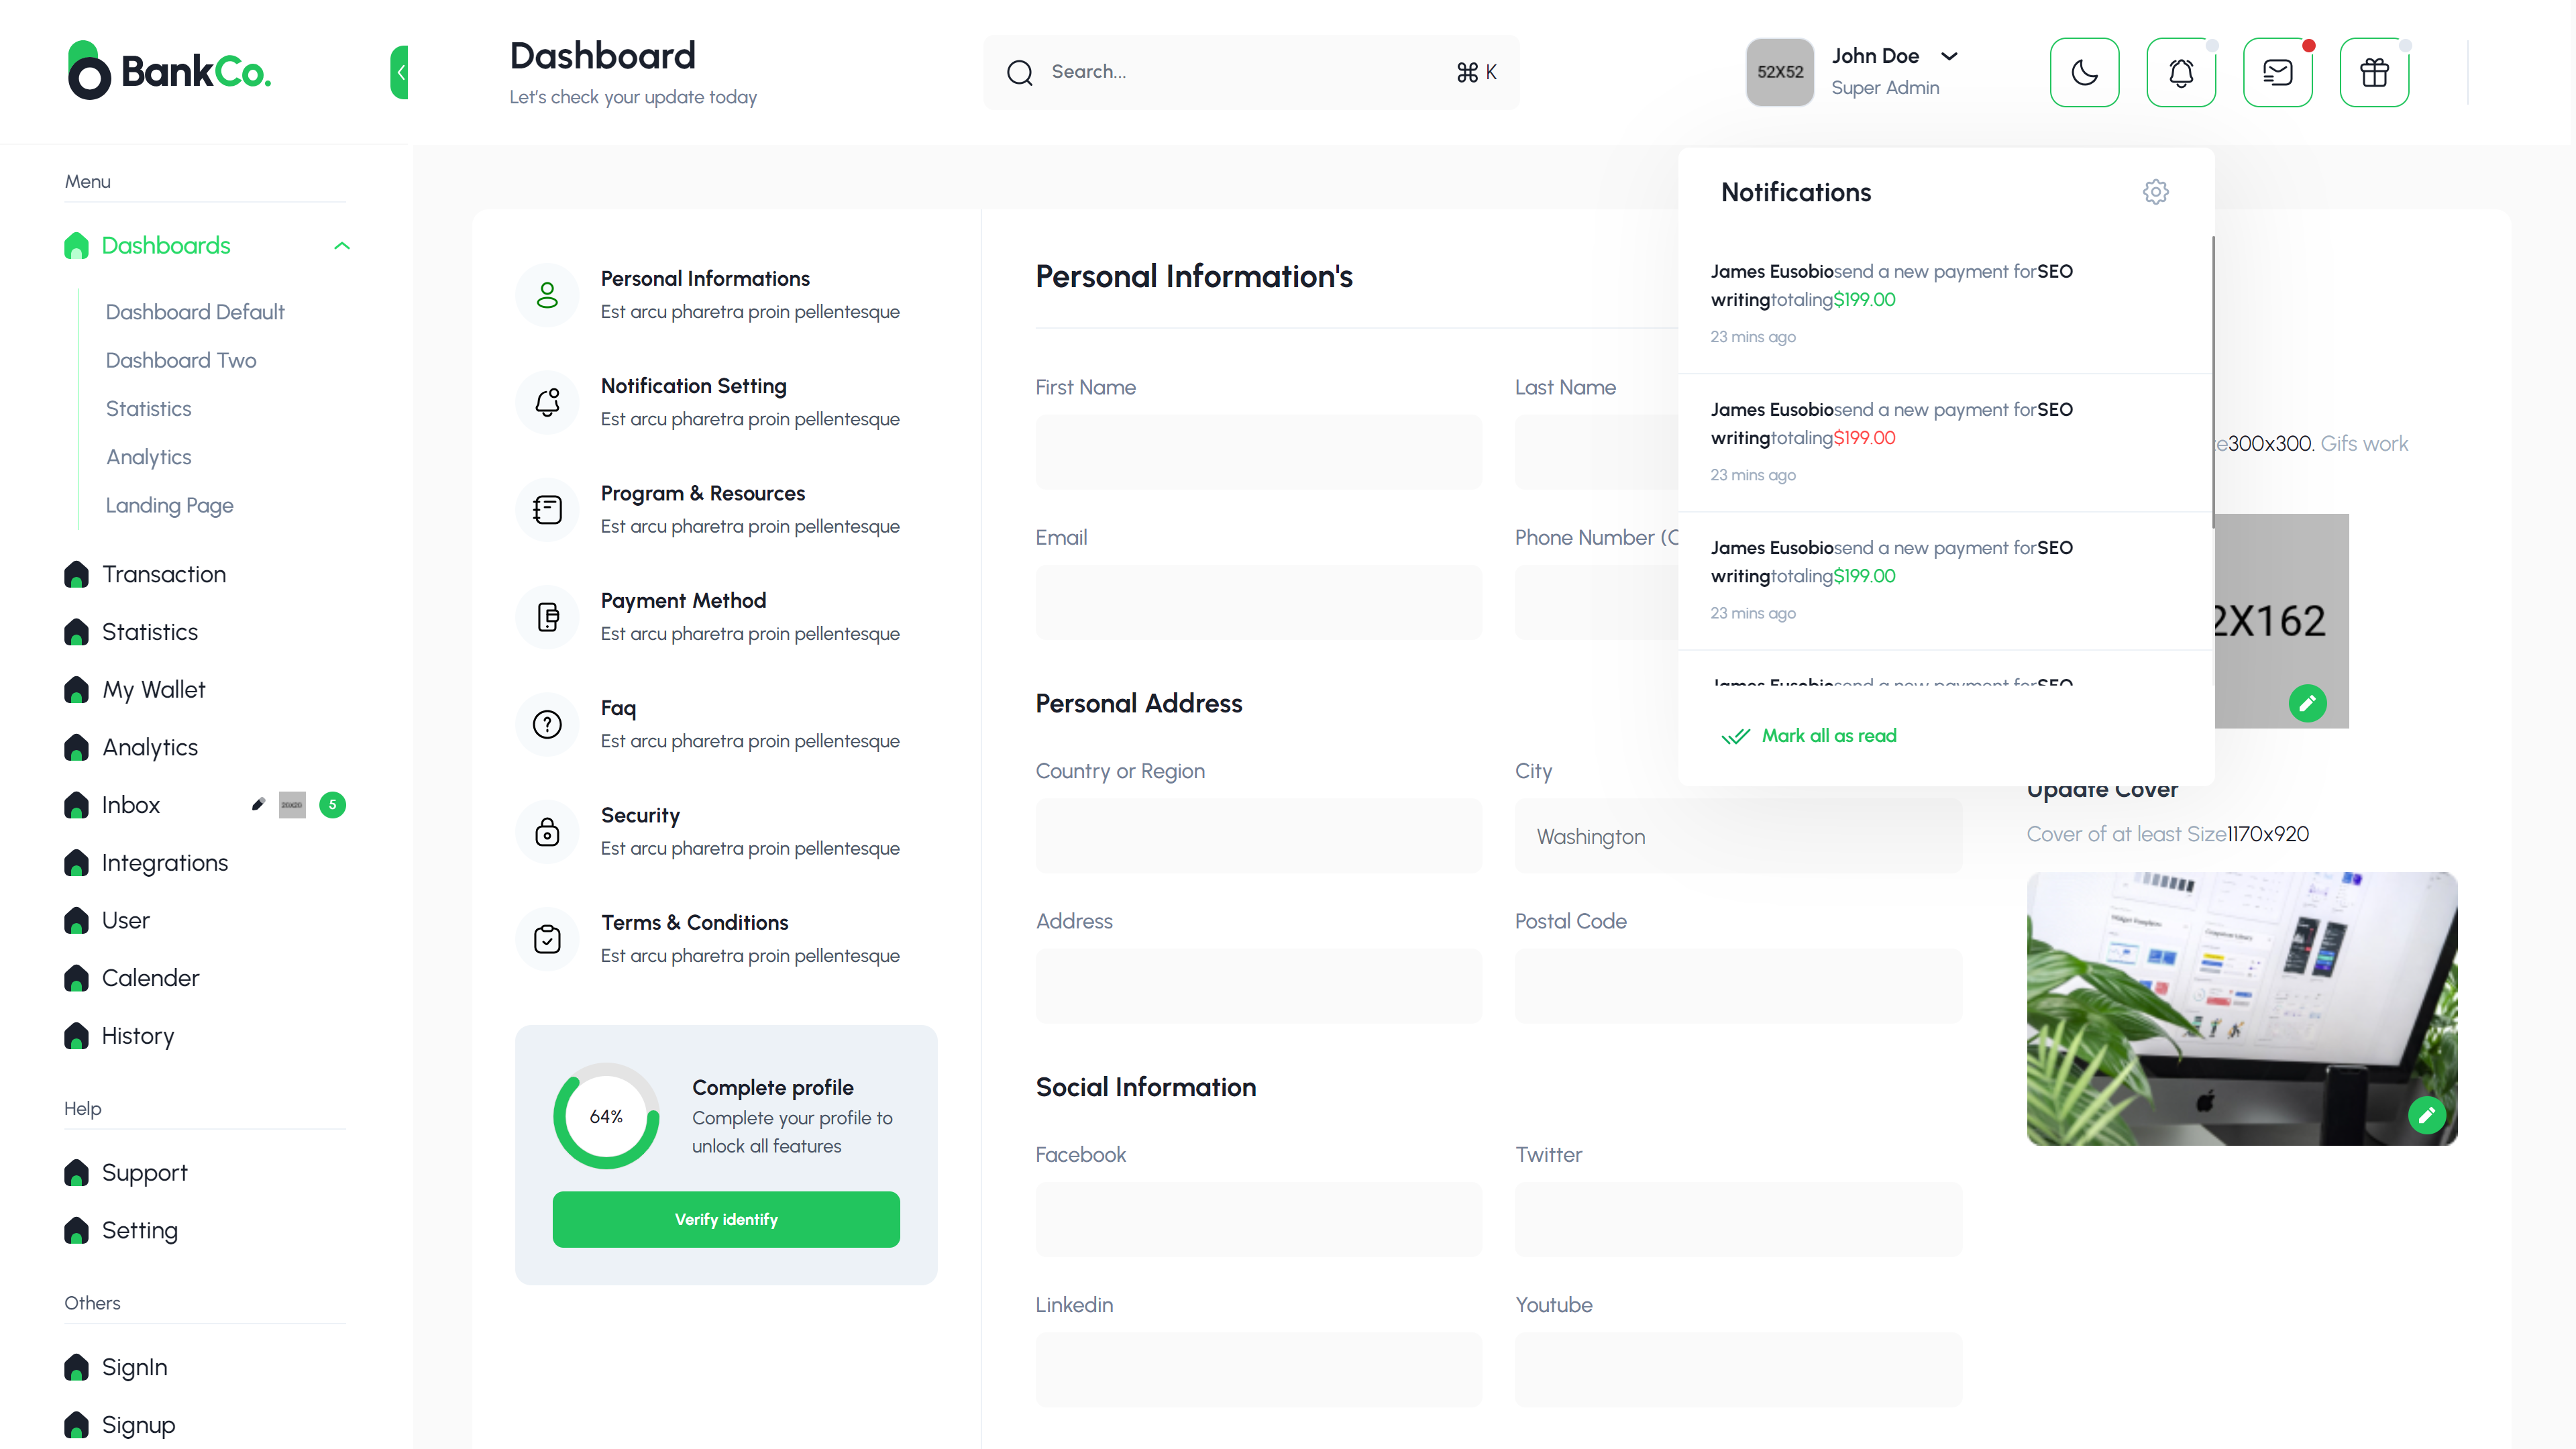 BankCo.
Dashboard
Let's check your update today
Search...
⌘ K
52X52
John Doe
Super Admin
Menu
Dashboards
Dashboard Default
Dashboard Two
Statistics
Analytics
Landing Page
Transaction
Statistics
My Wallet
Analytics
Inbox
5
Integrations
User
Calender
History
Help
Support
Setting
Others
SignIn
Signup
Personal Informations
Est arcu pharetra proin pellentesque
Notification Setting
Est arcu pharetra proin pellentesque
Program & Resources
Est arcu pharetra proin pellentesque
Payment Method
Est arcu pharetra proin pellentesque
Faq
Est arcu pharetra proin pellentesque
Security
Est arcu pharetra proin pellentesque
Terms & Conditions
Est arcu pharetra proin pellentesque
64%
Complete profile
Complete your profile to
unlock all features
Verify identify
Personal Information's
First Name
Last Name
Email
Phone Number (
Personal Address
Country or Region
City
Washington
Address
Postal Code
Social Information
Facebook
Twitter
Linkedin
Youtube
Notifications
James Eusobiosend a new payment forSEO
writingtotaling$199.00
23 mins ago
James Eusobiosend a new payment forSEO
writingtotaling$199.00
23 mins ago
James Eusobiosend a new payment forSEO
writingtotaling$199.00
23 mins ago
James Eusobiosend a new payment forSEO
Mark all as read
300x300. Gifs work
2X162
Update Cover
Cover of at least Size1170x920